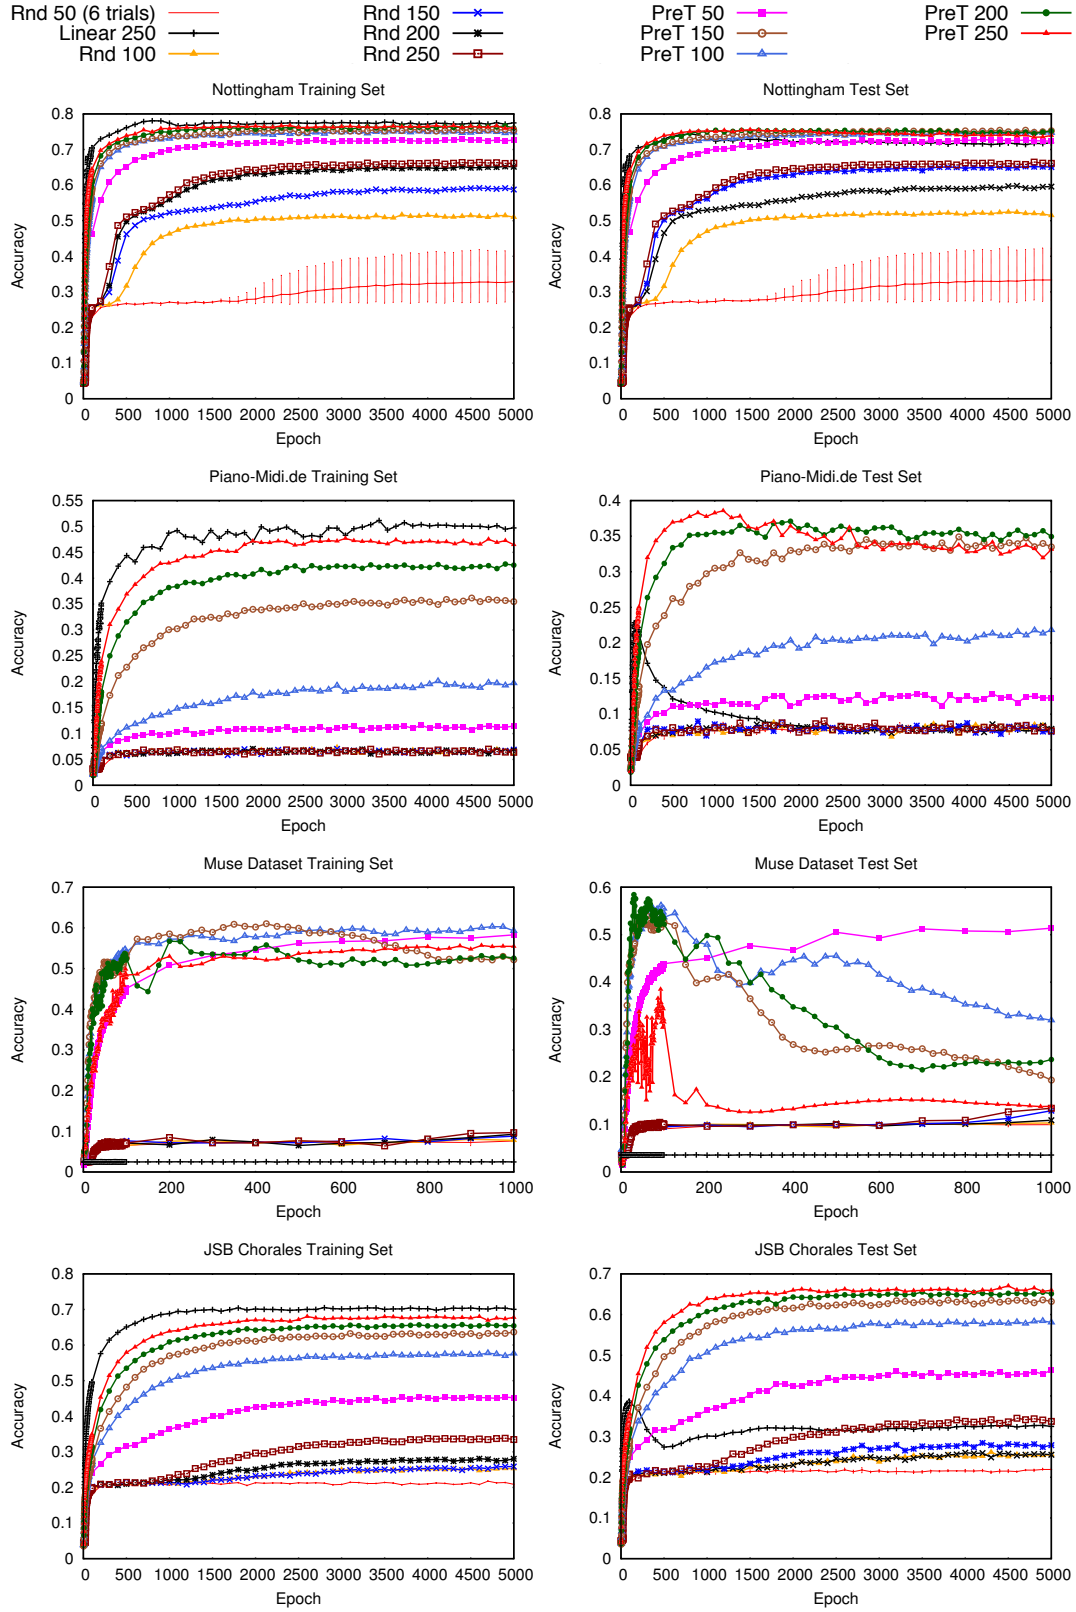 Rnd 50 (6 trials) Rnd 150 PreT 50 PreT 200
Linear 250 Rnd 200 PreT 150 PreT 250
Rnd 100 Rnd 250 PreT 100
Nottingham Training Set Nottingham Test Set
0.8 0.7 0.6 0.5 0.4 0.3 0.2 0.1 0
Accuracy
0 500 1000 1500 2000 2500 3000 3500 4000 4500 5000
Epoch
0.8 0.7 0.6 0.5 0.4 0.3 0.2 0.1 0
Accuracy
0 500 1000 1500 2000 2500 3000 3500 4000 4500 5000
Epoch
Piano-Midi.de Training Set Piano-Midi.de Test Set
0.55 0.5 0.45 0.4 0.35 0.3 0.25 0.2 0.15 0.1 0.05 0
Accuracy
0 500 1000 1500 2000 2500 3000 3500 4000 4500 5000
Epoch
0.4 0.35 0.3 0.25 0.2 0.15 0.1 0.05 0
Accuracy
0 500 1000 1500 2000 2500 3000 3500 4000 4500 5000
Epoch
Muse Dataset Training Set Muse Dataset Test Set
0.7 0.6 0.5 0.4 0.3 0.2 0.1 0
Accuracy
0 200 400 600 800 1000
Epoch
0.6 0.5 0.4 0.3 0.2 0.1 0
Accuracy
0 200 400 600 800 1000
Epoch
JSB Chorales Training Set JSB Chorales Test Set
0.8 0.7 0.6 0.5 0.4 0.3 0.2 0.1 0
Accuracy
0 500 1000 1500 2000 2500 3000 3500 4000 4500 5000
Epoch
0.7 0.6 0.5 0.4 0.3 0.2 0.1 0
Accuracy
0 500 1000 1500 2000 2500 3000 3500 4000 4500 5000
Epoch